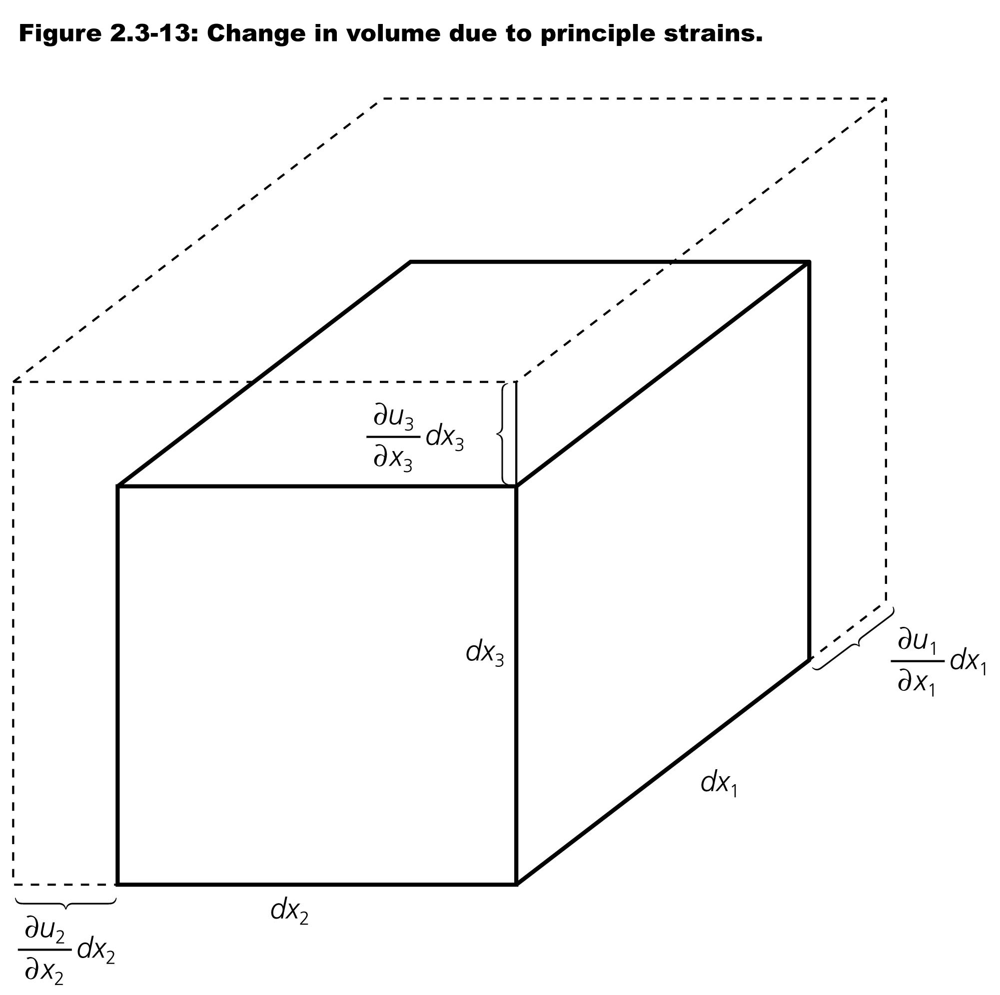 Figure 2.3-13: Change in volume due to principle strains.
∂u₃/∂x₃ dx₃
dx₃
∂u₁/∂x₁ dx₁
dx₁
dx₂
∂u₂/∂x₂ dx₂